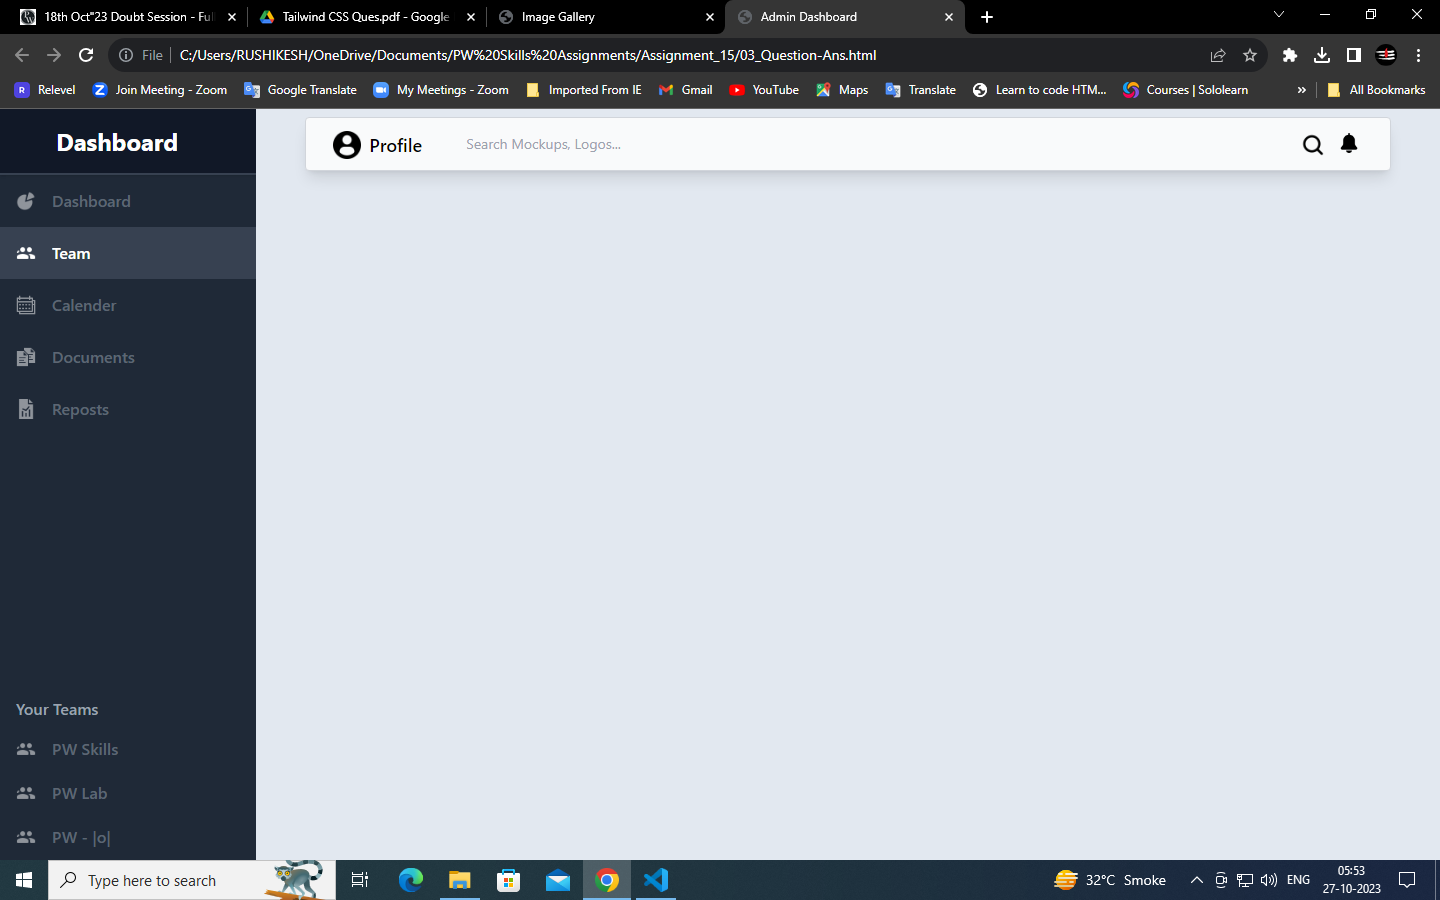 18th Oct"23 Doubt Session - Ful
Tailwind CSS Ques.pdf - Google
Image Gallery
Admin Dashboard
File
C:/Users/RUSHIKESH/OneDrive/Documents/PW%20Skills%20Assignments/Assignment_15/03_Question-Ans.html
R Relevel
Z Join Meeting - Zoom
Google Translate
My Meetings - Zoom
Imported From IE
Gmail
YouTube
Maps
Translate
Learn to code HTM...
Courses | Sololearn
»
All Bookmarks
Dashboard
Profile
Search Mockups, Logos...
Dashboard
Team
Calender
Documents
Reposts
Your Teams
PW Skills
PW Lab
PW - |o|
Type here to search
32°C Smoke
ENG
05:53
27-10-2023